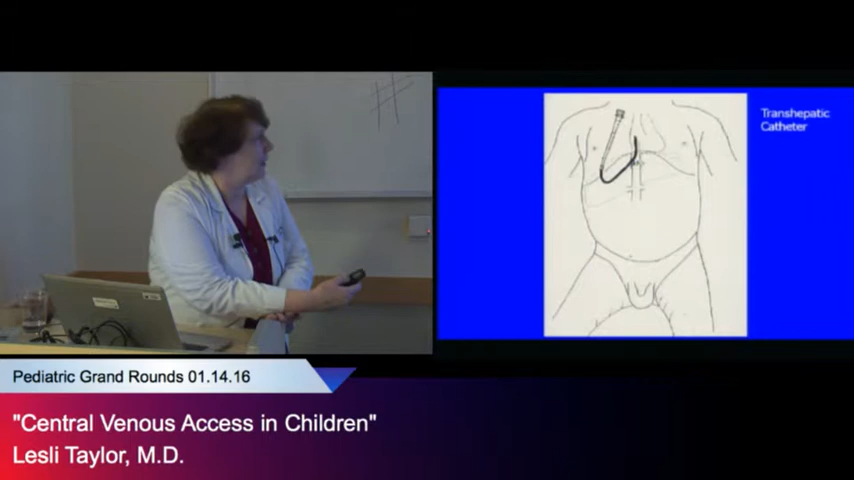 Transhepatic
Catheter
Pediatric Grand Rounds 01.14.16
"Central Venous Access in Children"
Lesli Taylor, M.D.